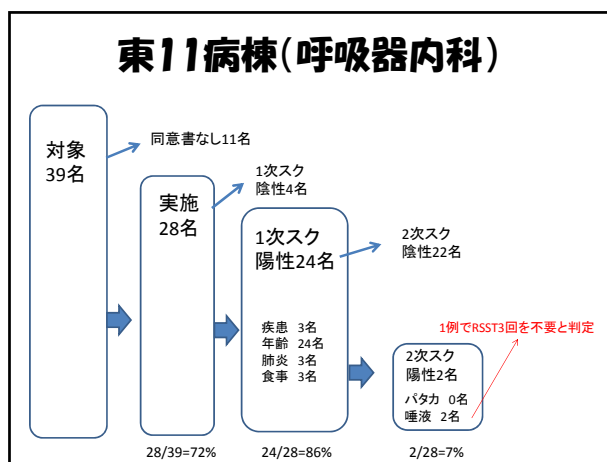 東11病棟(呼吸器内科)
対象
39名
同意書なし11名
実施
28名
1次スク
陰性4名
1次スク
陽性24名
疾患 3名
年齢 24名
肺炎 3名
食事 3名
2次スク
陰性22名
1例でRSST3回を不要と判定
2次スク
陽性2名
パタカ 0名
唾液 2名
28/39=72%
24/28=86%
2/28=7%